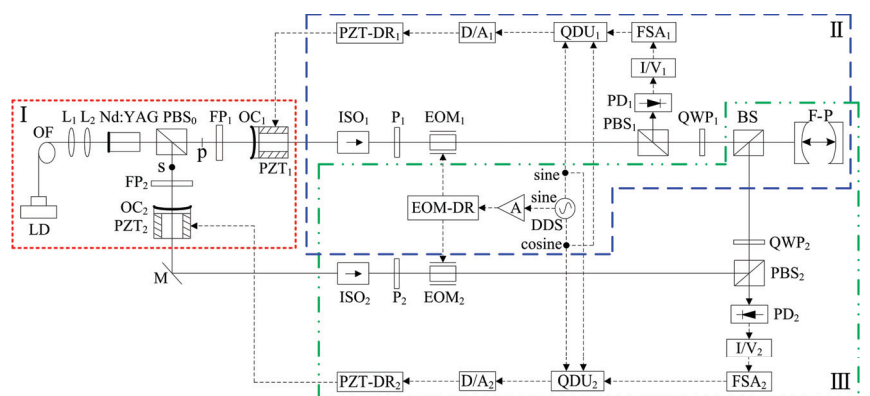 PZT-DR1 D/A1 QDU1 FSA1 II
I/V1
I L1 L2 Nd:YAG PBS0 FP1 OC1 PD1
OF ISO1 P1 EOM1 PBS1 QWP1 BS F-P
p PZT1
s sine
FP2 sine
OC2 EOM-DR A
LD PZT2 DDS
cosine QWP2
M ISO2 P2 EOM2 PBS2
PD2
I/V2
PZT-DR2 D/A2 QDU2 FSA2 III